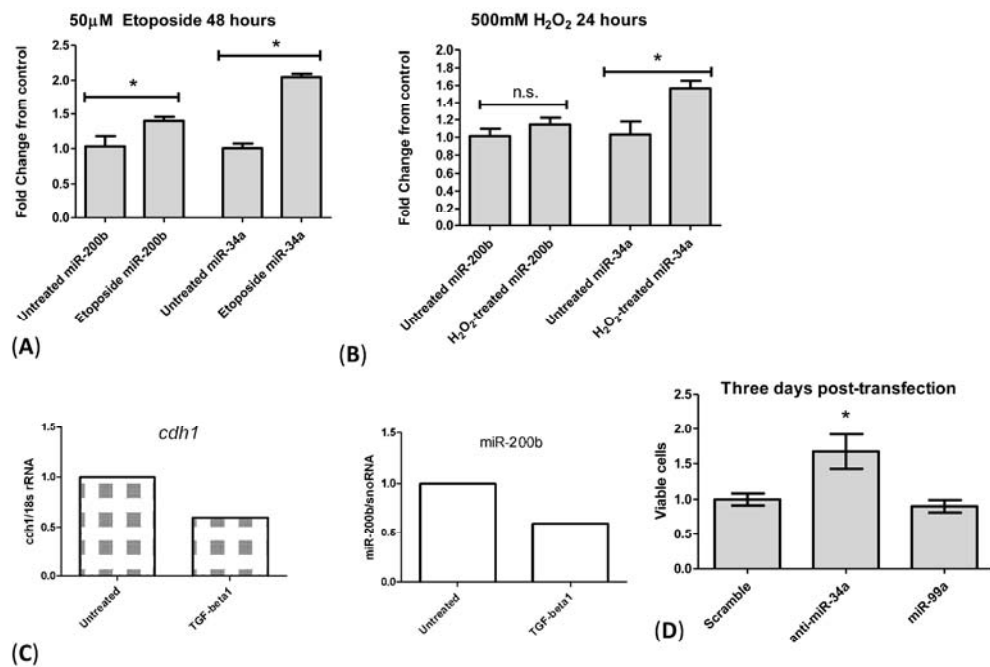 50µM Etoposide 48 hours
Fold Change from control
2.5
2.0
1.5
1.0
0.5
0.0
*
*
Untreated miR-200b
Etoposide miR-200b
Untreated miR-34a
Etoposide miR-34a
(A)
500mM H₂O₂ 24 hours
Fold Change from control
2.0
1.8
1.6
1.4
1.2
1.0
0.8
0.6
0.4
0.2
0.0
n.s.
*
Untreated miR-200b
H₂O₂-treated miR-200b
Untreated miR-34a
H₂O₂-treated miR-34a
(B)
cdh1
cdh1/18s rRNA
1.5
1.0
0.5
0.0
Untreated
TGF-beta1
miR-200b
miR-200b/snoRNA
1.5
1.0
0.5
0.0
Untreated
TGF-beta1
(C)
Three days post-transfection
Viable cells
2.5
2.0
1.5
1.0
0.5
0.0
*
Scramble
anti-miR-34a
miR-99a
(D)